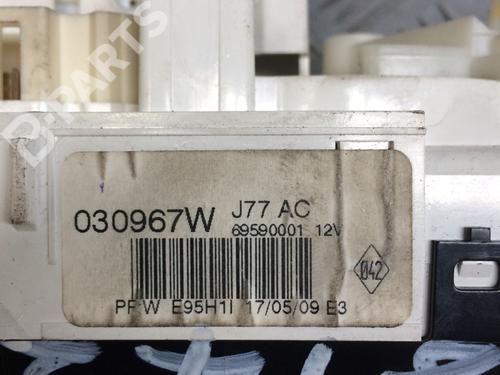 B-PARTS
030967W J77 AC
69590001 12V
042
PF W E95H1I 17/05/09 E3